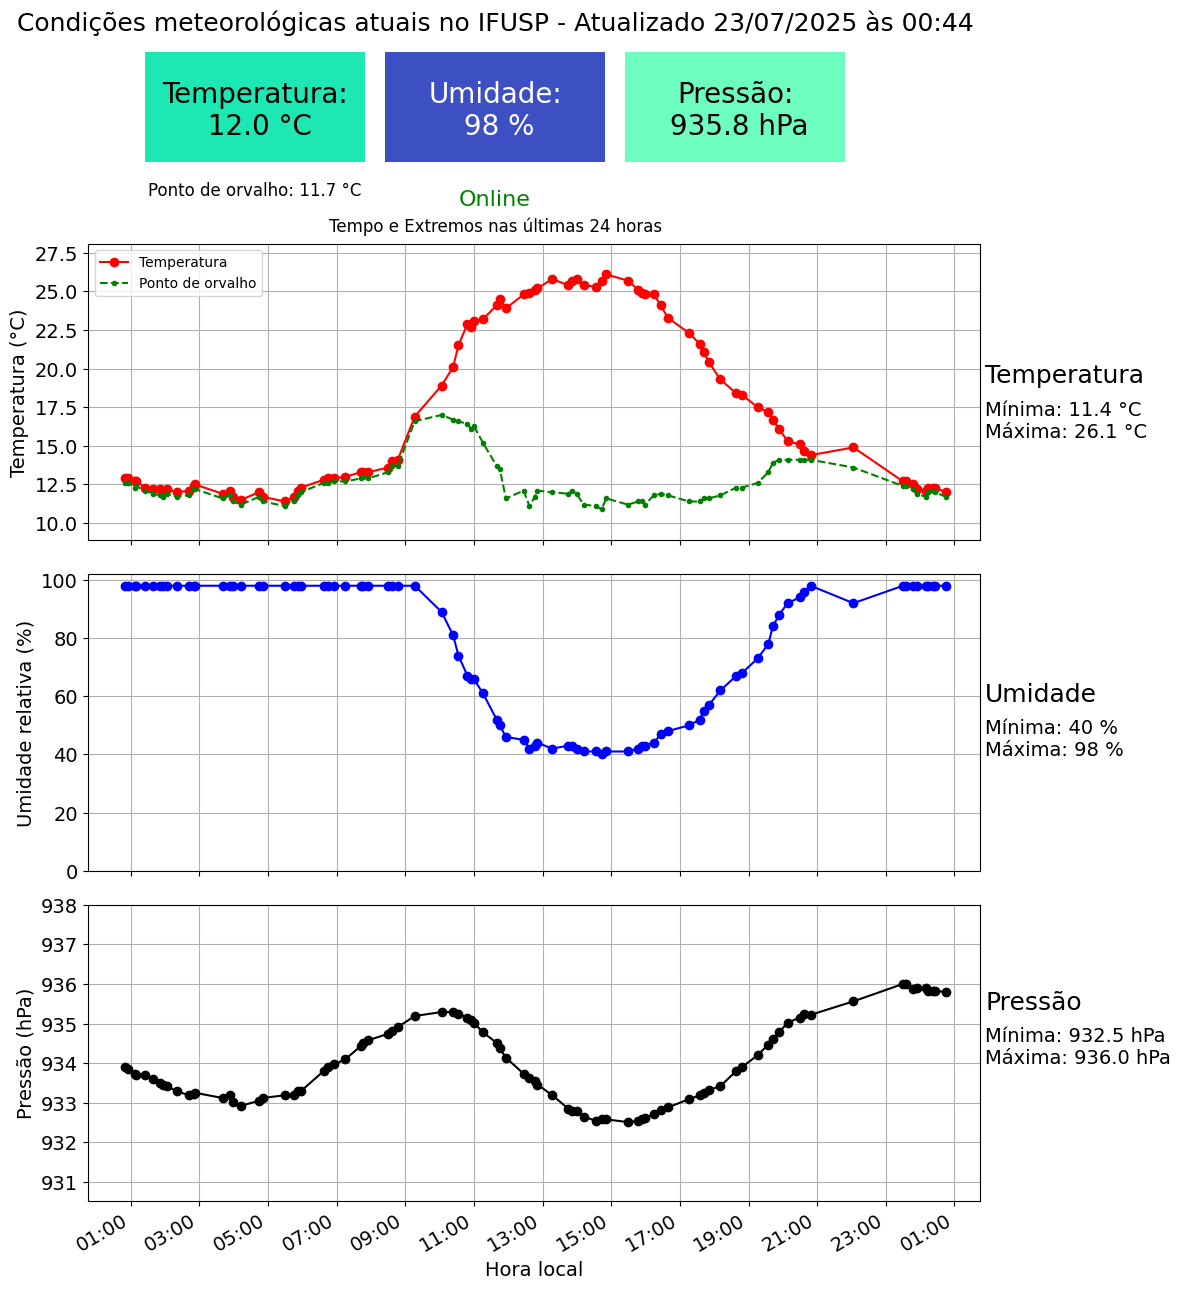 Condições meteorológicas atuais no IFUSP - Atualizado 23/07/2025 às 00:44
Temperatura:
12.0 °C
Umidade:
98 %
Pressão:
935.8 hPa
Ponto de orvalho: 11.7 °C
Online
Tempo e Extremos nas últimas 24 horas
Temperatura (°C)
27.5
25.0
22.5
20.0
17.5
15.0
12.5
10.0
Temperatura
Ponto de orvalho
Temperatura
Mínima: 11.4 °C
Máxima: 26.1 °C
Umidade relativa (%)
100
80
60
40
20
0
Umidade
Mínima: 40 %
Máxima: 98 %
Pressão (hPa)
938
937
936
935
934
933
932
931
Pressão
Mínima: 932.5 hPa
Máxima: 936.0 hPa
01:00 03:00 05:00 07:00 09:00 11:00 13:00 15:00 17:00 19:00 21:00 23:00 01:00
Hora local